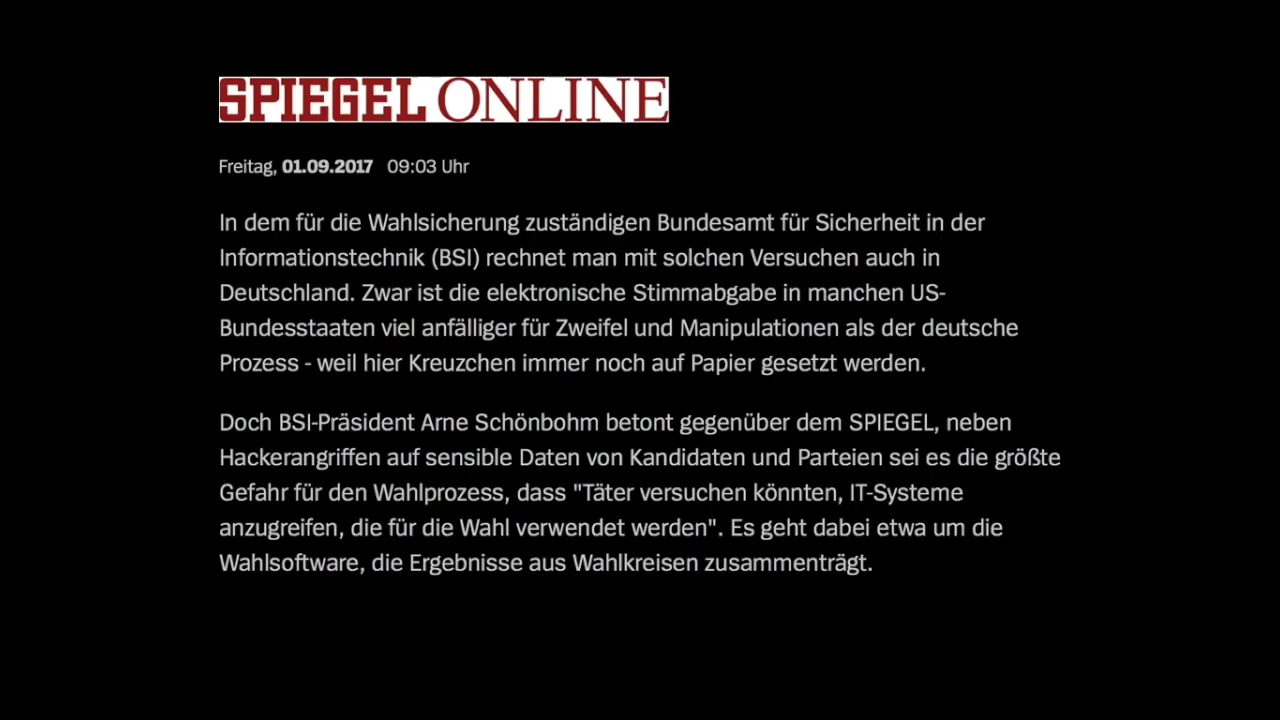 SPIEGEL ONLINE
Freitag, 01.09.2017 09:03 Uhr
In dem für die Wahlsicherung zuständigen Bundesamt für Sicherheit in der
Informationstechnik (BSI) rechnet man mit solchen Versuchen auch in
Deutschland. Zwar ist die elektronische Stimmabgabe in manchen US-
Bundesstaaten viel anfälliger für Zweifel und Manipulationen als der deutsche
Prozess - weil hier Kreuzchen immer noch auf Papier gesetzt werden.
Doch BSI-Präsident Arne Schönbohm betont gegenüber dem SPIEGEL, neben
Hackerangriffen auf sensible Daten von Kandidaten und Parteien sei es die größte
Gefahr für den Wahlprozess, dass "Täter versuchen könnten, IT-Systeme
anzugreifen, die für die Wahl verwendet werden". Es geht dabei etwa um die
Wahlsoftware, die Ergebnisse aus Wahlkreisen zusammenträgt.